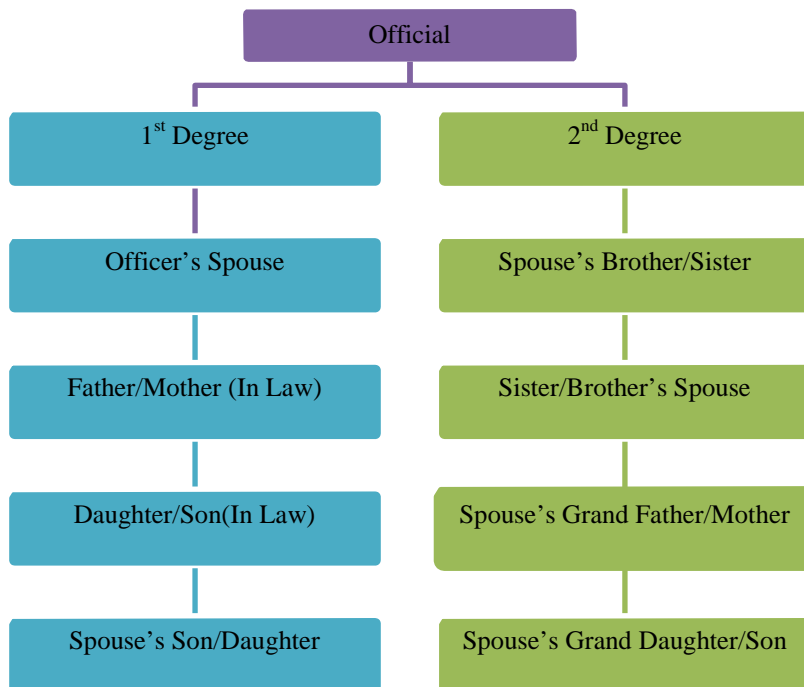 Official
1st Degree
2nd Degree
Officer’s Spouse
Spouse’s Brother/Sister
Father/Mother (In Law)
Sister/Brother’s Spouse
Daughter/Son(In Law)
Spouse’s Grand Father/Mother
Spouse’s Son/Daughter
Spouse’s Grand Daughter/Son